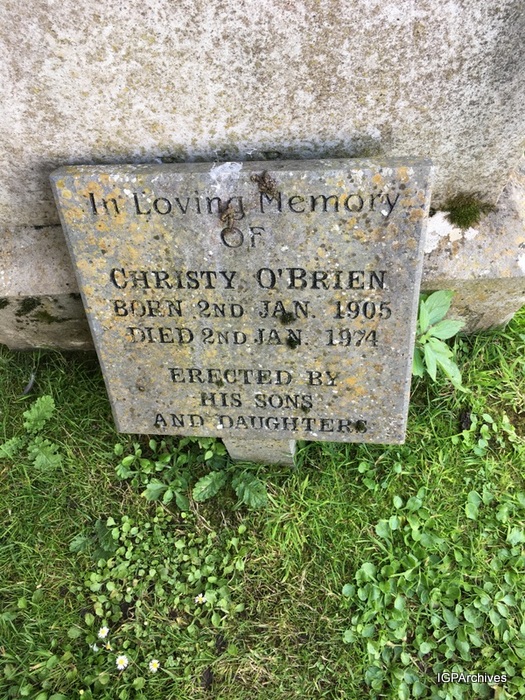 In Loving Memory
OF
CHRISTY O'BRIEN
BORN 2ND JAN. 1905
DIED 2ND JAN. 1974
ERECTED BY
HIS SONS
AND DAUGHTERS
IGPArchives